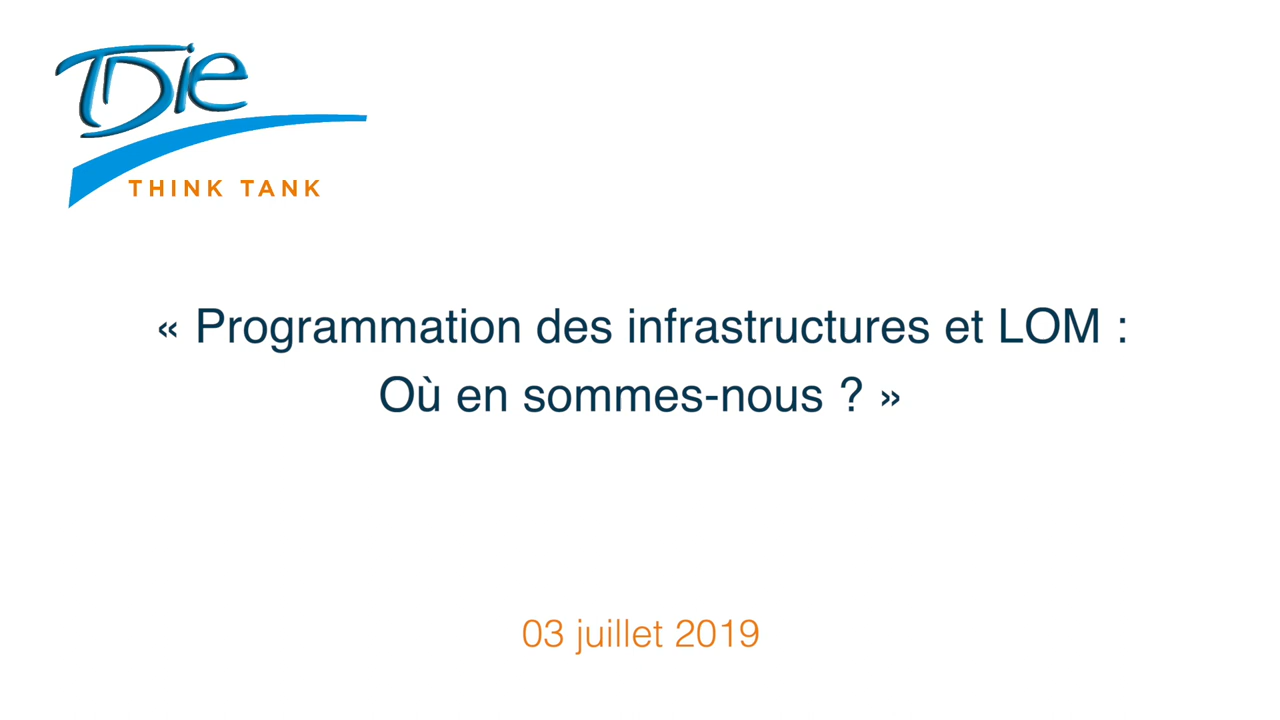 TDie
THINK TANK
« Programmation des infrastructures et LOM :
Où en sommes-nous ? »
03 juillet 2019